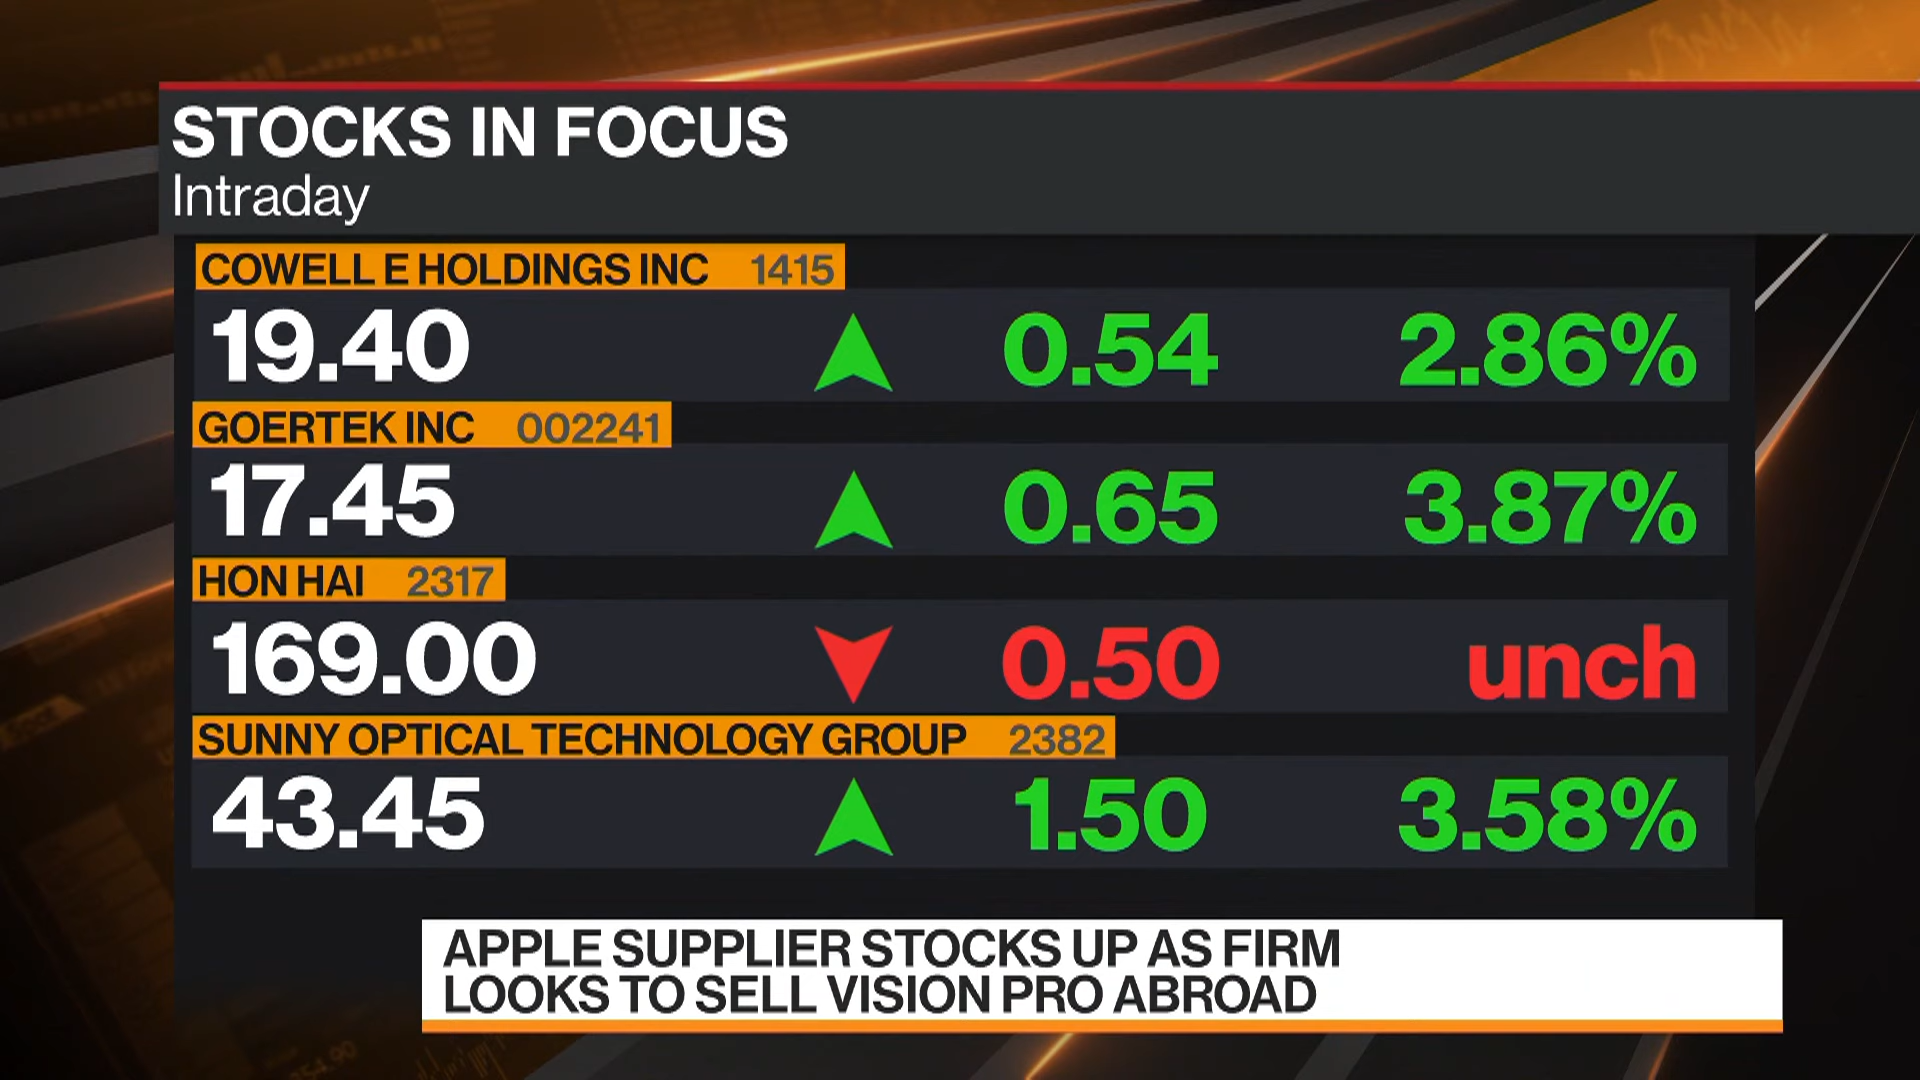 STOCKS IN FOCUS
Intraday
COWELL E HOLDINGS INC 1415
19.40 0.54 2.86%
GOERTEK INC 002241
17.45 0.65 3.87%
HON HAI 2317
169.00 0.50 unch
SUNNY OPTICAL TECHNOLOGY GROUP 2382
43.45 1.50 3.58%
APPLE SUPPLIER STOCKS UP AS FIRM
LOOKS TO SELL VISION PRO ABROAD